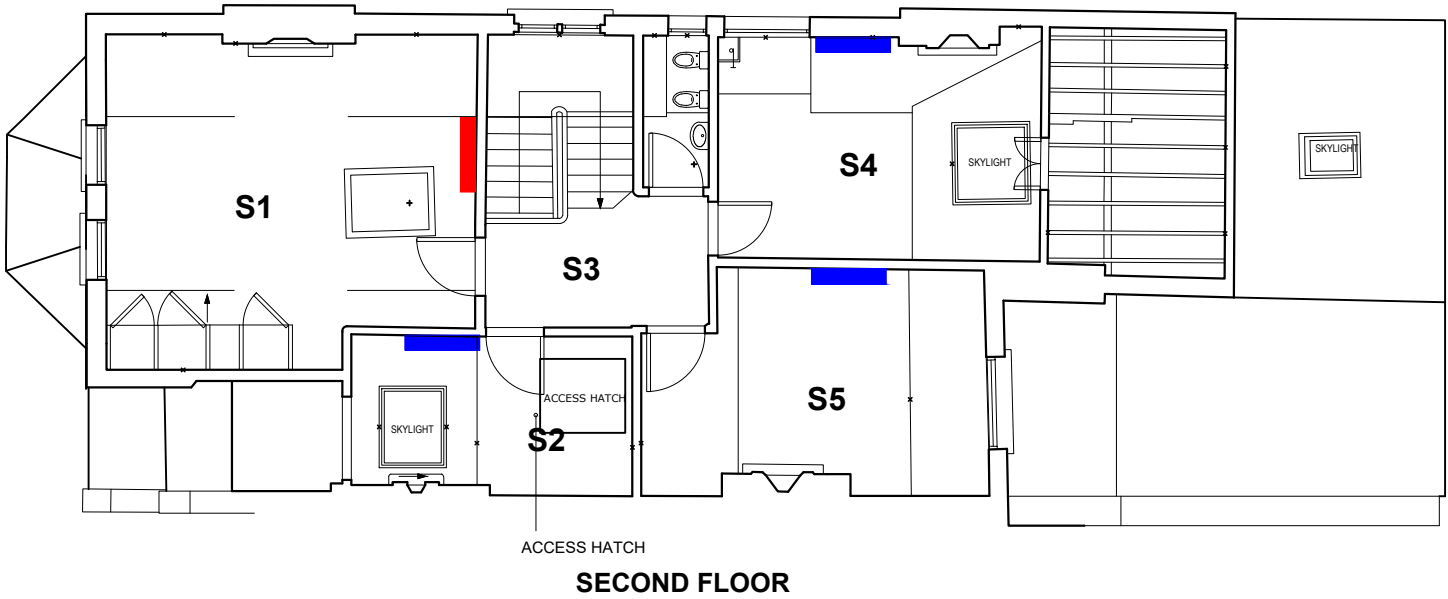 SKYLIGHT
SKYLIGHT
S4
S1
S3
S5
ACCESS HATCH
SKYLIGHT
S2
ACCESS HATCH
SECOND FLOOR